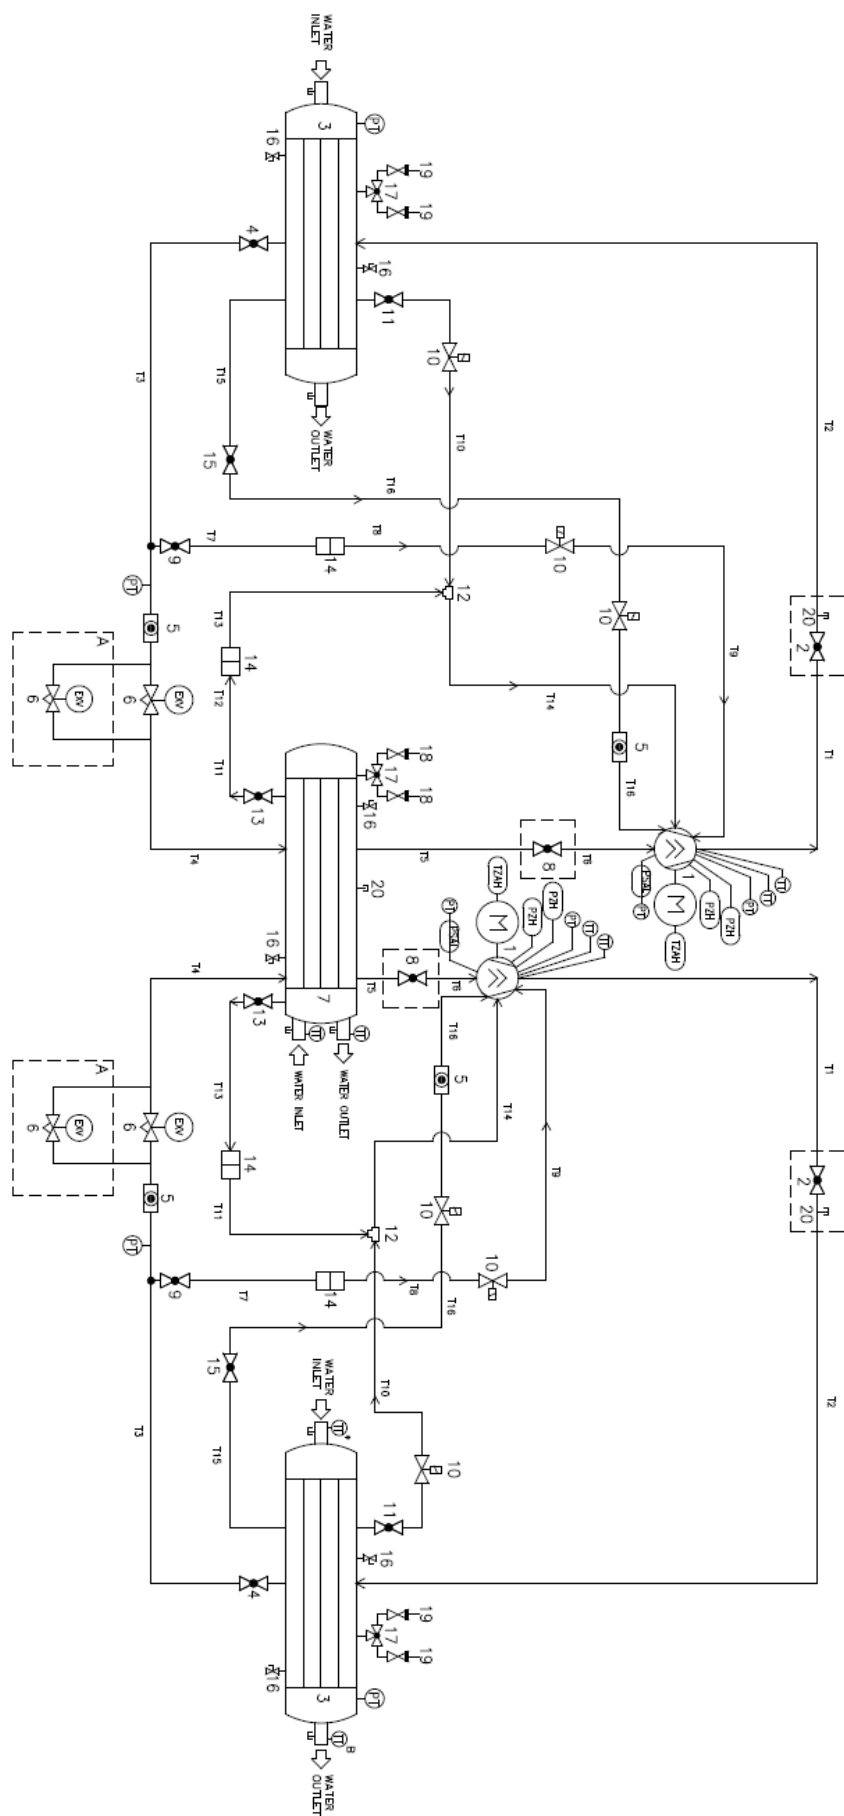 T2
T1
T1
T2
20
2
2
20
TT
TT
PT
T9
PZH
PZH
1
M
TZAH
PSAL
PT
5
T16
10
T6
8
TT
TT
PT
PZH
PZH
1
M
TZAH
PSAL
PT
10
T14
T9
T14
10
T16
5
T6
12
T10
10
10
T16
10
19
19
18
18
19
19
T5
8
T8
PT
17
16
11
T16
T8
17
16
20
T5
12
T10
11
16
17
PT
WATER
INLET
3
WATER
OUTLET
14
7
TT
TT
WATER OUTLET
WATER INLET
14
WATER
INLET
TT
*
3
TT
B
WATER
OUTLET
16
4
14
13
16
13
14
4
16
T15
15
T7
T13
T12
T11
T13
T11
T7
15
T15
9
T4
T4
9
T3
PT
5
EXV
6
EXV
6
5
PT
T3
A
EXV
6
A
EXV
6